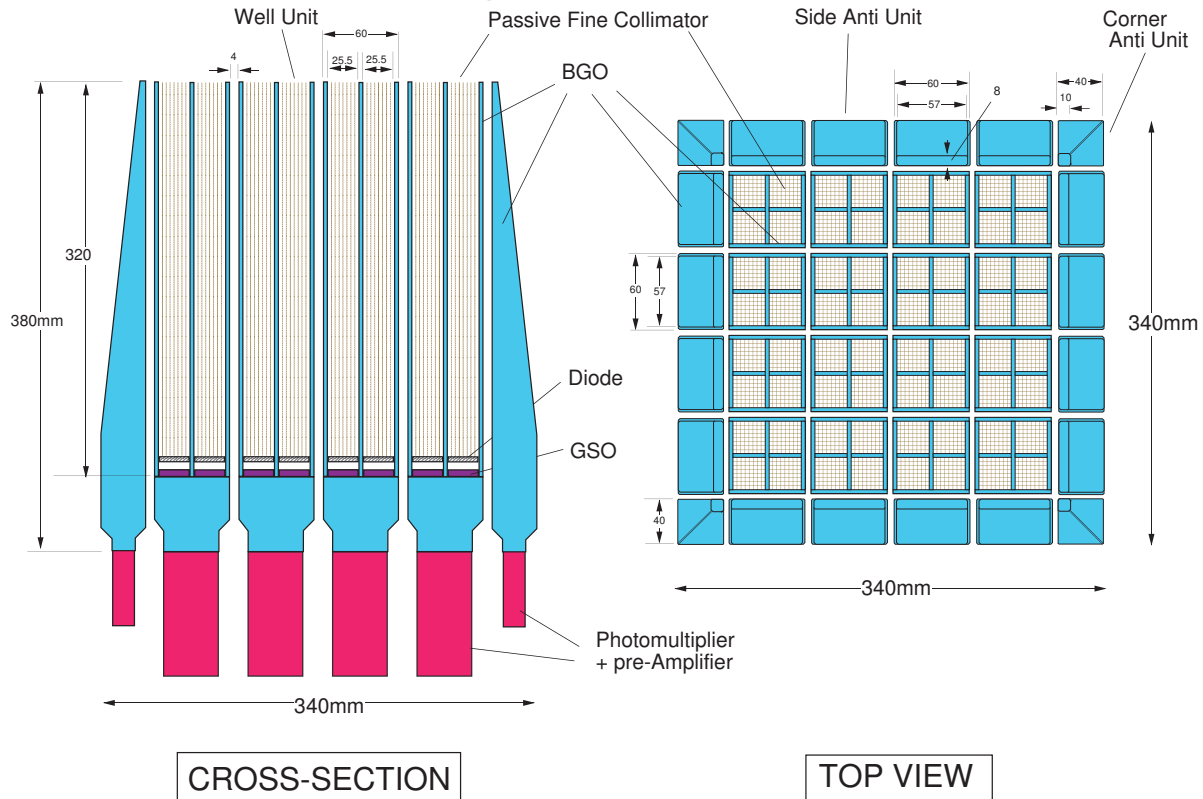 Well Unit
Passive Fine Collimator
Side Anti Unit
Corner
Anti Unit
60
4
25.5
25.5
BGO
60
57
8
40
10
320
380mm
60
57
340mm
Diode
GSO
40
340mm
Photomultiplier
+ pre-Amplifier
340mm
CROSS-SECTION
TOP VIEW